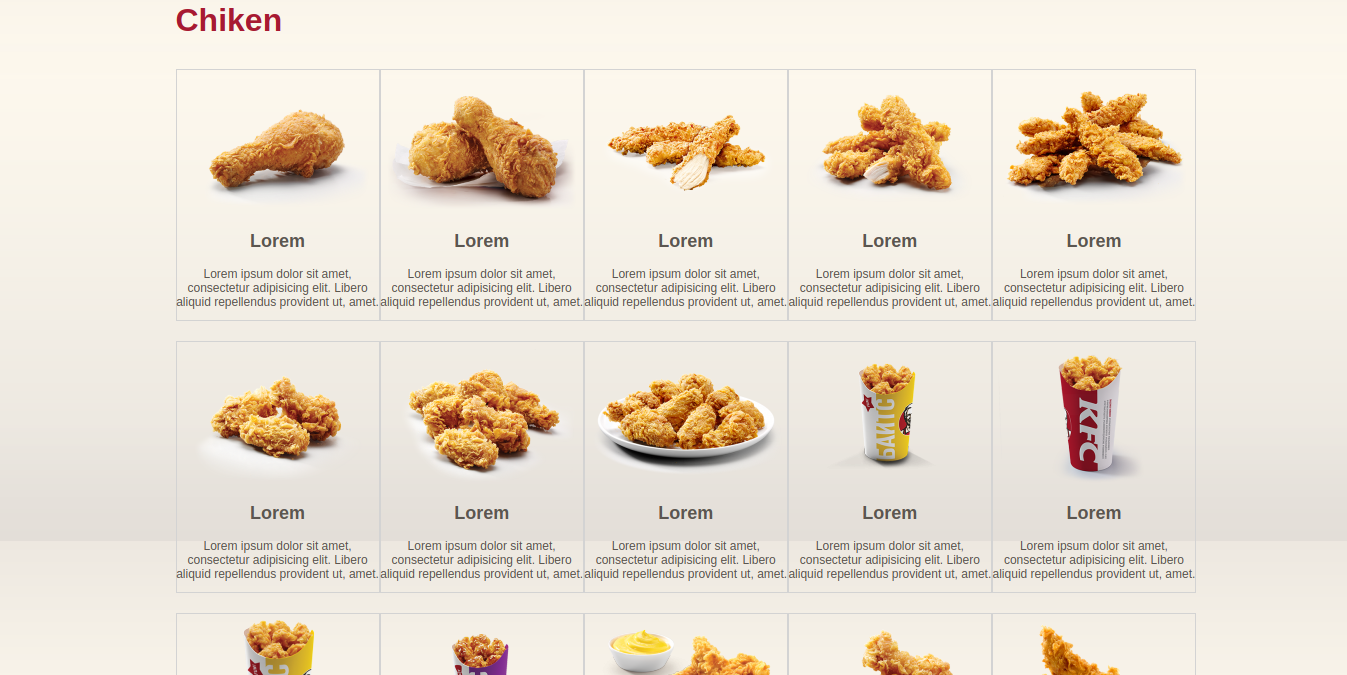 Chiken
Lorem
Lorem ipsum dolor sit amet,
consectetur adipisicing elit. Libero
aliquid repellendus provident ut, amet.
Lorem
Lorem ipsum dolor sit amet,
consectetur adipisicing elit. Libero
aliquid repellendus provident ut, amet.
Lorem
Lorem ipsum dolor sit amet,
consectetur adipisicing elit. Libero
aliquid repellendus provident ut, amet.
Lorem
Lorem ipsum dolor sit amet,
consectetur adipisicing elit. Libero
aliquid repellendus provident ut, amet.
Lorem
Lorem ipsum dolor sit amet,
consectetur adipisicing elit. Libero
aliquid repellendus provident ut, amet.
БАЙТС
KFC
Lorem
Lorem ipsum dolor sit amet,
consectetur adipisicing elit. Libero
aliquid repellendus provident ut, amet.
Lorem
Lorem ipsum dolor sit amet,
consectetur adipisicing elit. Libero
aliquid repellendus provident ut, amet.
Lorem
Lorem ipsum dolor sit amet,
consectetur adipisicing elit. Libero
aliquid repellendus provident ut, amet.
Lorem
Lorem ipsum dolor sit amet,
consectetur adipisicing elit. Libero
aliquid repellendus provident ut, amet.
Lorem
Lorem ipsum dolor sit amet,
consectetur adipisicing elit. Libero
aliquid repellendus provident ut, amet.